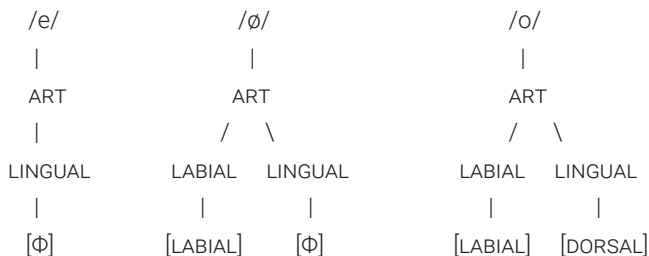 /e/ /ø/ /o/
| | |
ART ART ART
| / \ / \
LINGUAL LABIAL LINGUAL LABIAL LINGUAL
| | | | |
[Φ] [LABIAL] [Φ] [LABIAL] [DORSAL]